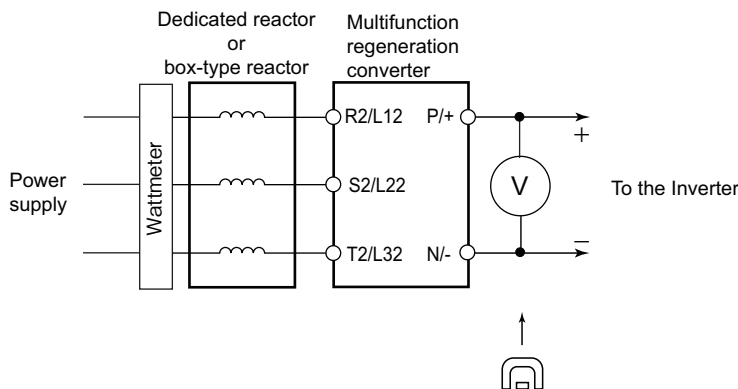 Dedicated reactor
or
box-type reactor
Multifunction
regeneration
converter
Power
supply
Wattmeter
R2/L12
P/+
S2/L22
T2/L32
N/-
+
V
−
To the Inverter